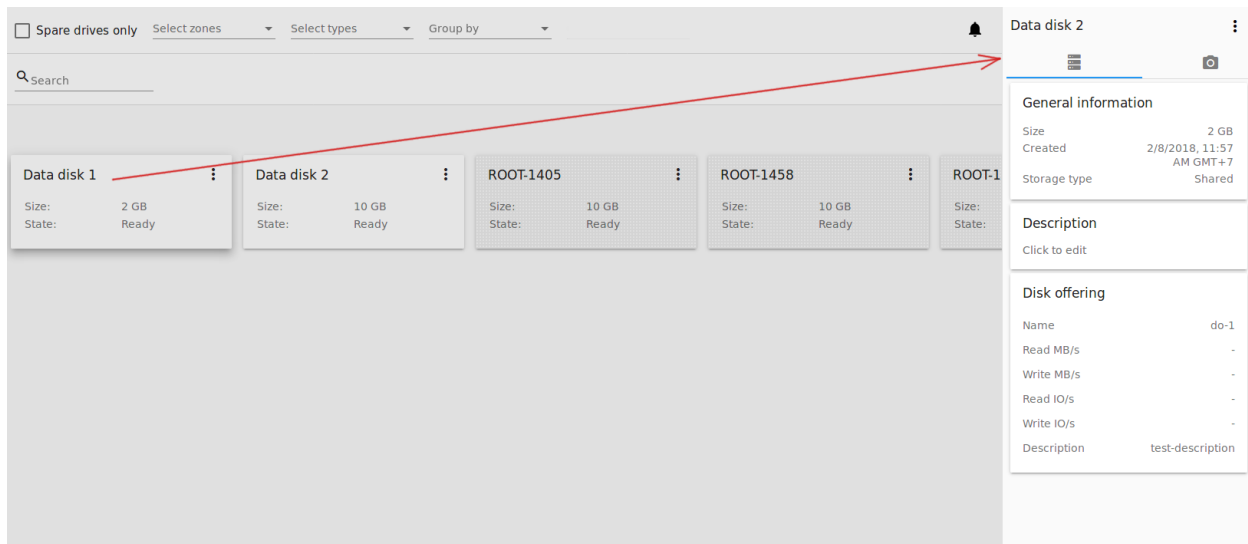 Spare drives only
Select zones
Select types
Group by
Search
Data disk 1
Size: 2 GB
State: Ready
Data disk 2
Size: 10 GB
State: Ready
ROOT-1405
Size: 10 GB
State: Ready
ROOT-1458
Size: 10 GB
State: Ready
ROOT-1
Size:
State:
Data disk 2
General information
Size 2 GB
Created 2/8/2018, 11:57
AM GMT+7
Storage type Shared
Description
Click to edit
Disk offering
Name do-1
Read MB/s -
Write MB/s -
Read IO/s -
Write IO/s -
Description test-description